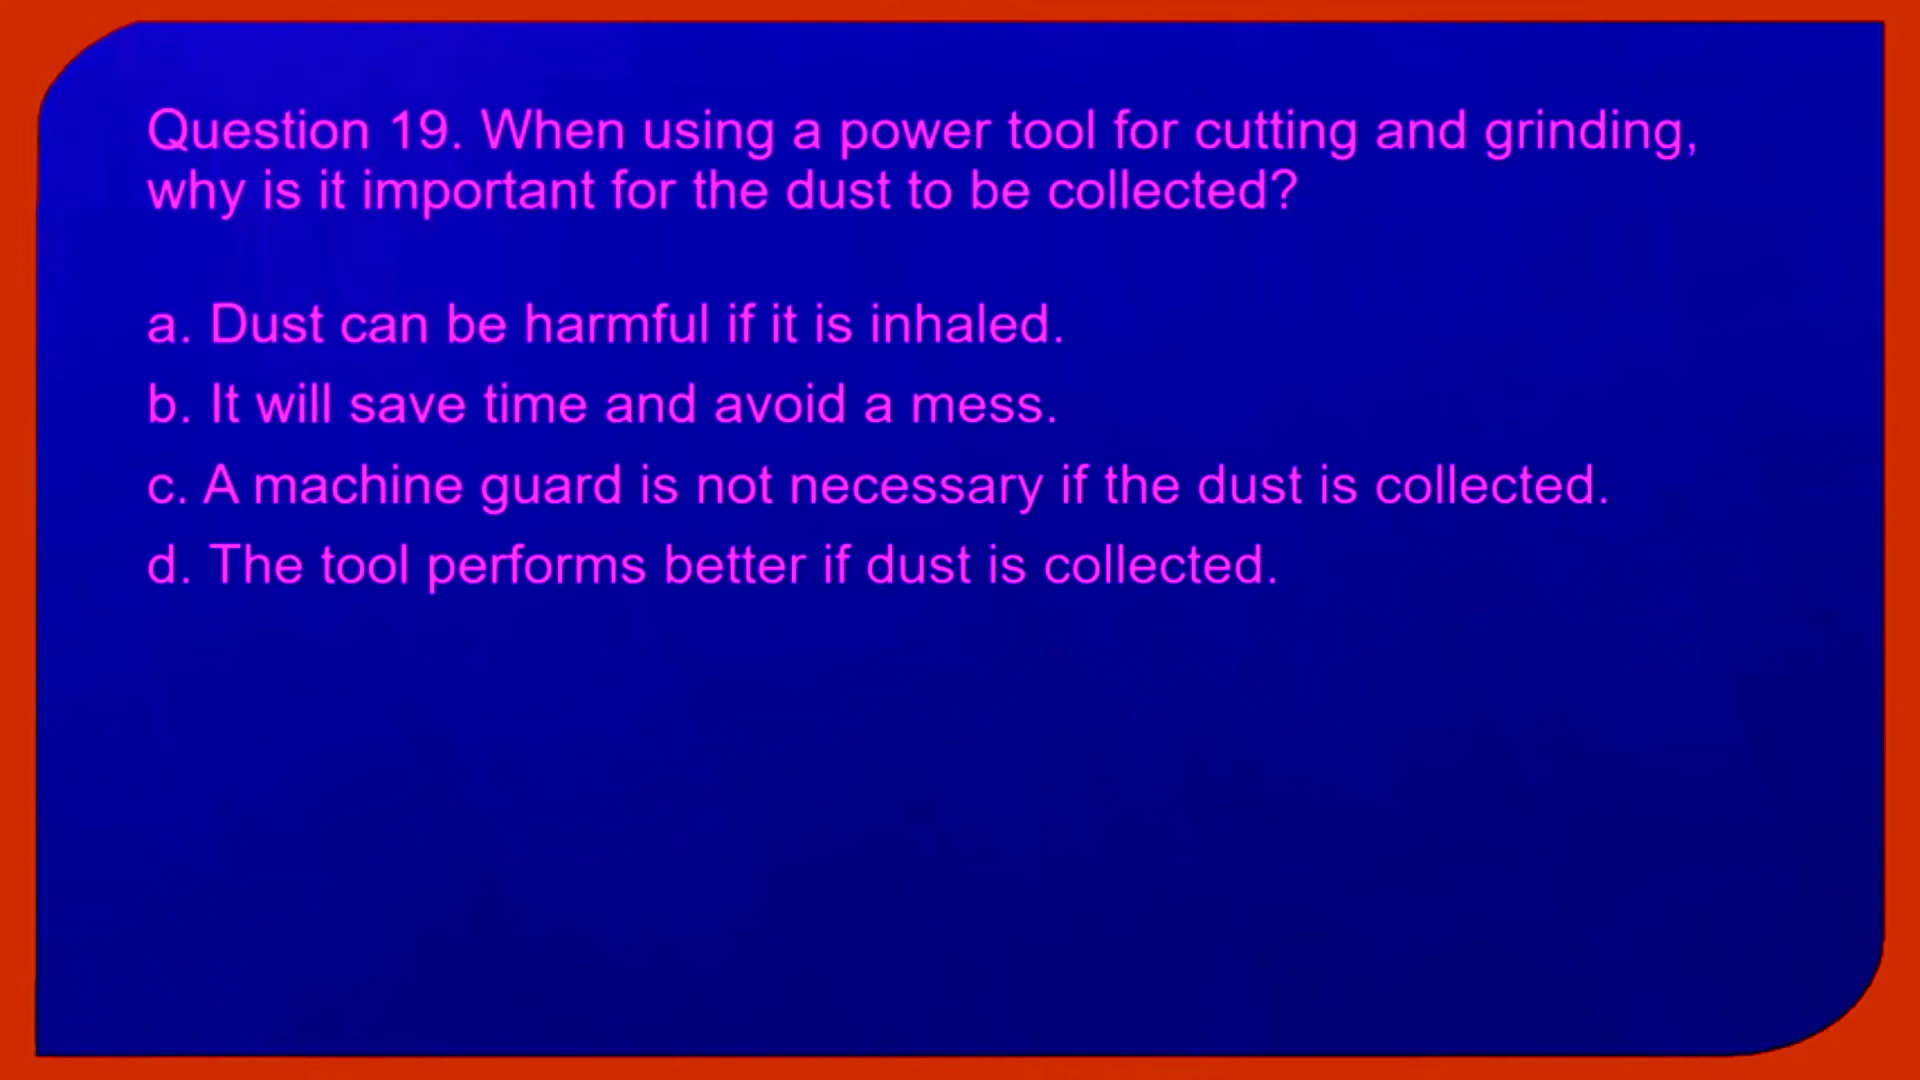 Question 19. When using a power tool for cutting and grinding,
why is it important for the dust to be collected?
a. Dust can be harmful if it is inhaled.
b. It will save time and avoid a mess.
c. A machine guard is not necessary if the dust is collected.
d. The tool performs better if dust is collected.